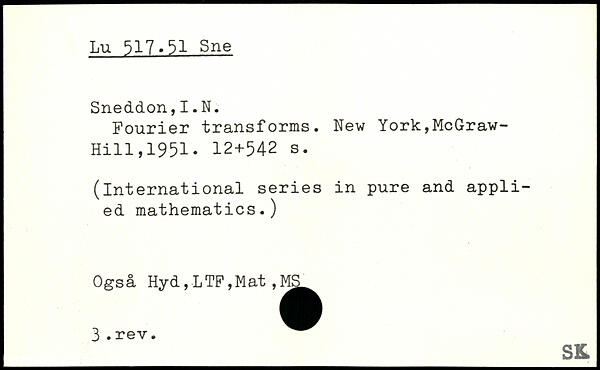 Lu 517.51 Sne
Sneddon,I.N.
Fourier transforms. New York,McGraw-
Hill,1951. 12+542 s.
(International series in pure and appli-
ed mathematics.)
Også Hyd,LTF,Mat,MS
3.rev.
SK